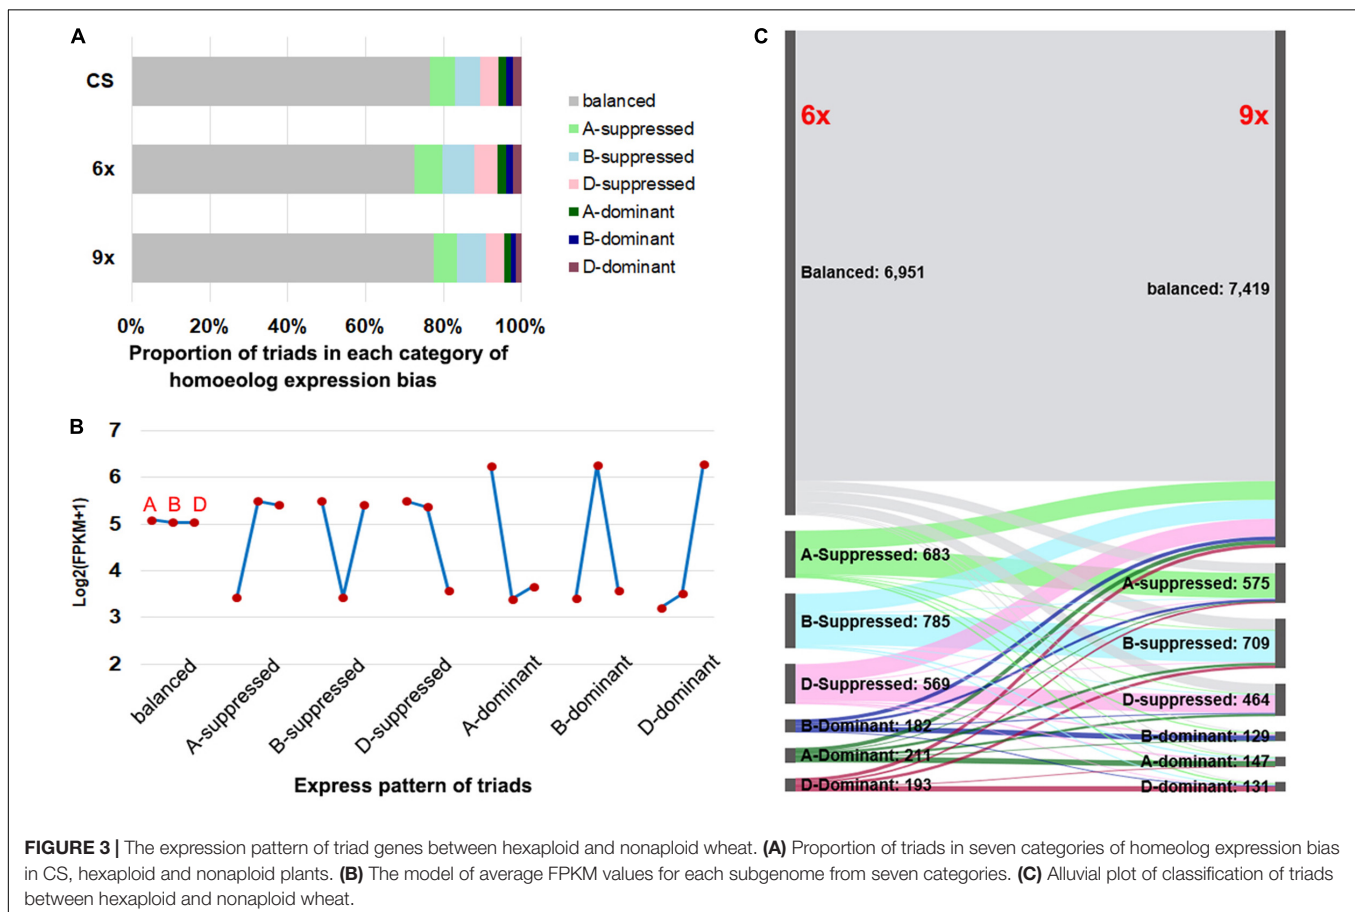 A
CS
6x
9x
0% 20% 40% 60% 80% 100%
Proportion of triads in each category of
homoeolog expression bias
balanced
A-suppressed
B-suppressed
D-suppressed
A-dominant
B-dominant
D-dominant
B
7
6
5
4
3
2
Log2(FPKM+1)
A B D
balanced
A-suppressed
B-suppressed
D-suppressed
A-dominant
B-dominant
D-dominant
Express pattern of triads
C
6x
9x
Balanced: 6,951
balanced: 7,419
A-Suppressed: 683
A-suppressed: 575
B-Suppressed: 785
B-suppressed: 709
D-Suppressed: 569
D-suppressed: 464
B-Dominant: 182
B-dominant: 129
A-Dominant: 211
A-dominant: 147
D-Dominant: 193
D-dominant: 131
FIGURE 3 | The expression pattern of triad genes between hexaploid and nonaploid wheat. (A) Proportion of triads in seven categories of homeolog expression bias
in CS, hexaploid and nonaploid plants. (B) The model of average FPKM values for each subgenome from seven categories. (C) Alluvial plot of classification of triads
between hexaploid and nonaploid wheat.